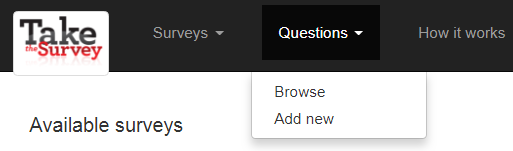 Take
the Survey
Surveys
Questions
How it works
Browse
Add new
Available surveys